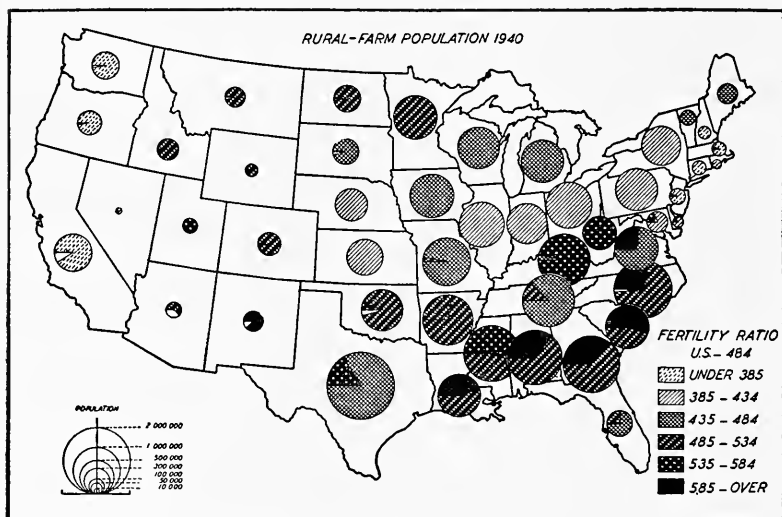 RURAL-FARM POPULATION 1940
FERTILITY RATIO
U.S.- 484
UNDER 385
385 - 434
435 - 484
485 - 534
535 - 584
585 - OVER
POPULATION
2 000 000
1 000 000
500 000
200 000
100 000
50 000
10 000